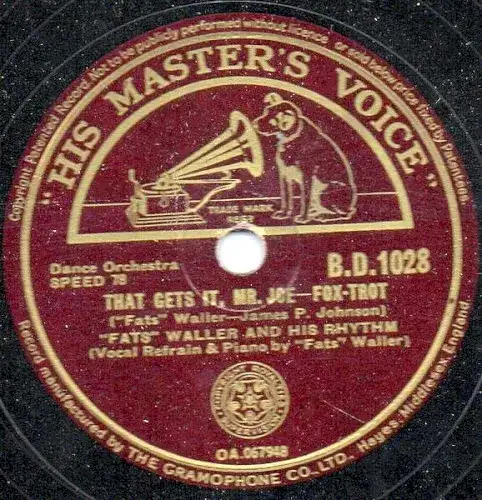 Copyright. Patented Record. Not to be publicly performed without licence or sold below price fixed by Patentees.
"HIS MASTER'S VOICE"
TRADE MARK
Dance Orchestra
SPEED 78
B.D.1028
THAT GETS IT, MR. JOE—FOX-TROT
("Fats" Waller—James P. Johnson)
"FATS" WALLER AND HIS RHYTHM
(Vocal Refrain & Piano by "Fats" Waller)
OA.067948
Record manufactured by THE GRAMOPHONE CO., LTD., Hayes, Middlesex, England.